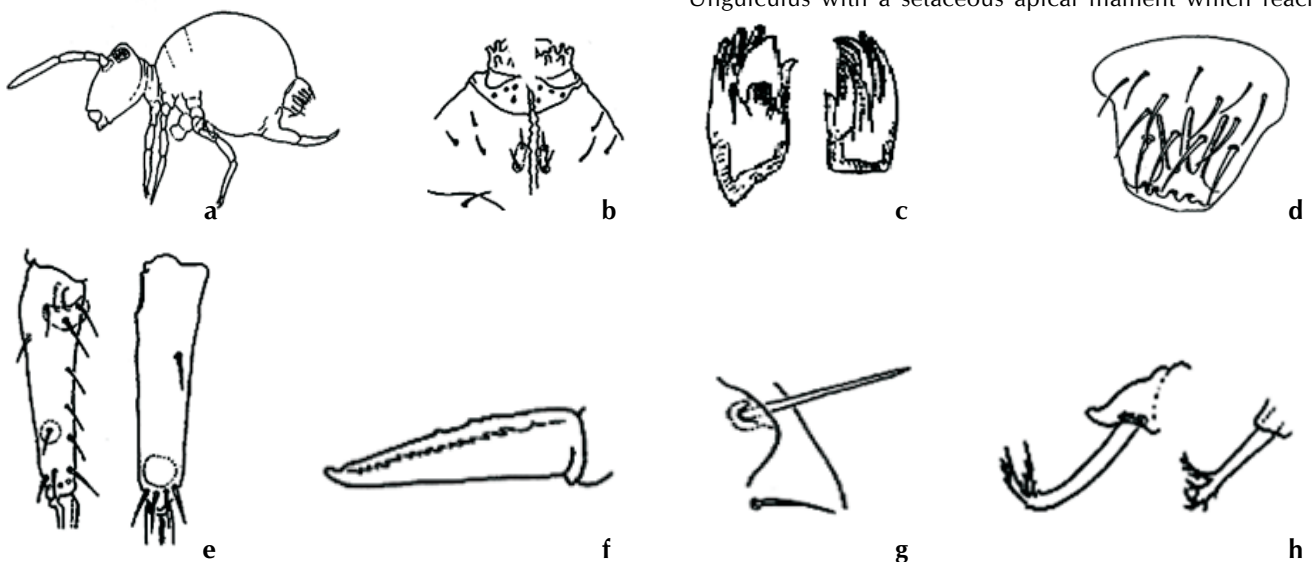 Unguiculus with a setaceous apical filament which reach
a
b
c
d
e
f
g
h